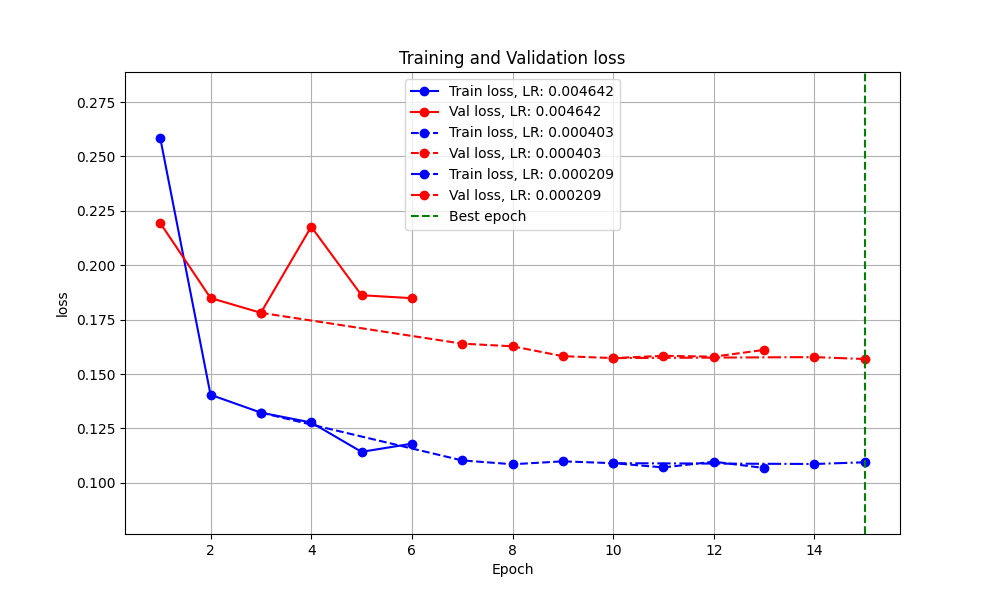 Training and Validation loss
Train loss, LR: 0.004642
Val loss, LR: 0.004642
Train loss, LR: 0.000403
Val loss, LR: 0.000403
Train loss, LR: 0.000209
Val loss, LR: 0.000209
Best epoch
0.275
0.250
0.225
0.200
0.175
0.150
0.125
0.100
loss
2 4 6 8 10 12 14
Epoch